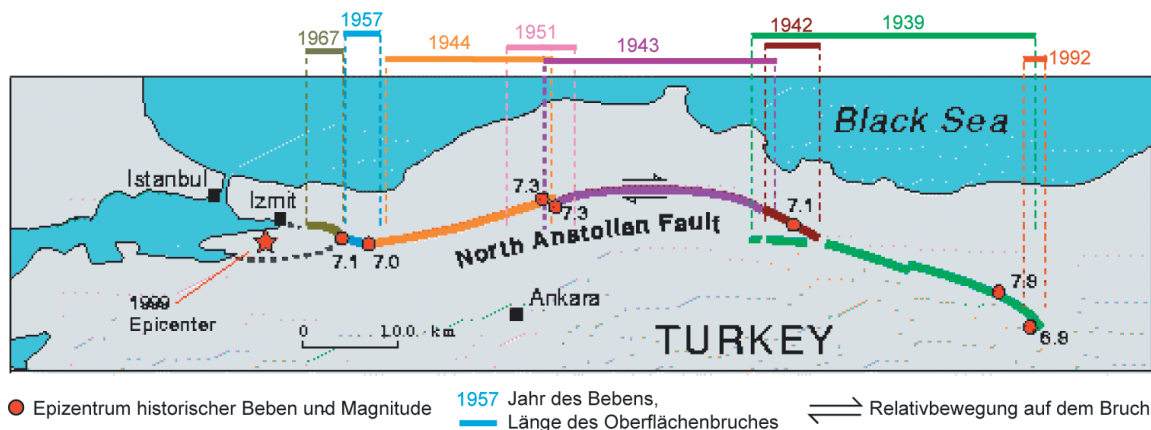 1939
1957
1942
1967
1951
1944
1943
1992
Black Sea
Istanbul
Izmit
7.3
7.3
7.1
North Anatolian Fault
7.1
7.0
7.9
1999
Epicenter
Ankara
0 100 km
TURKEY
6.8
Epizentrum historischer Beben und Magnitude
1957 Jahr des Bebens,
Länge des Oberflächenbruches
Relativbewegung auf dem Bruch